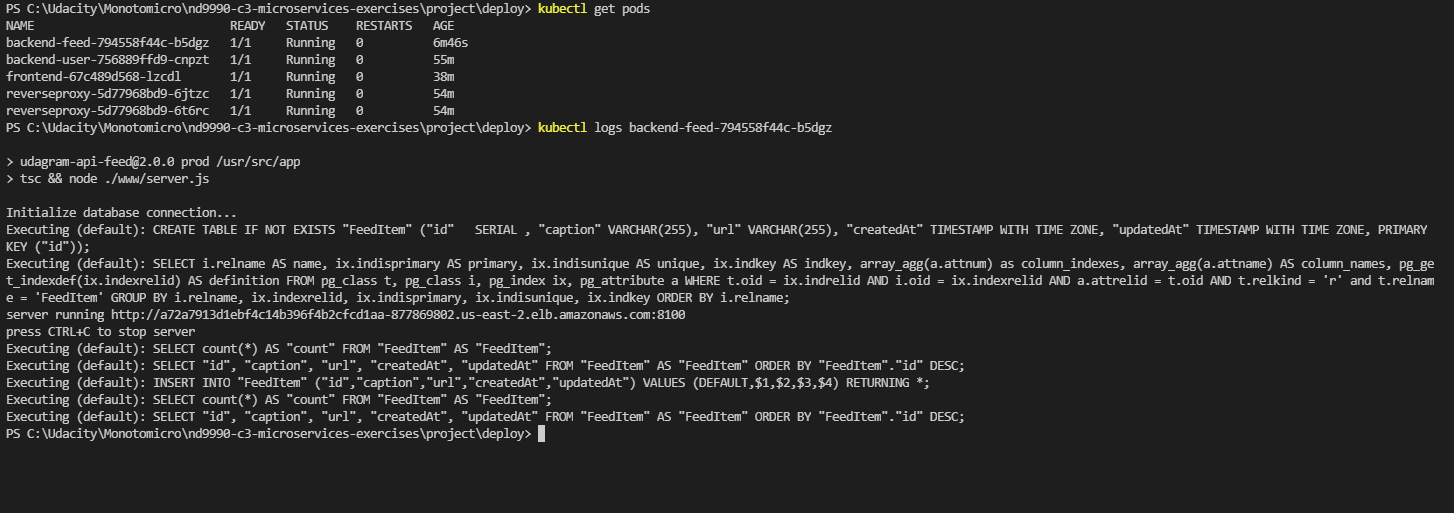 PS C:\Udacity\Monotomicro\nd9990-c3-microservices-exercises\project\deploy> kubectl get pods
NAME                            READY   STATUS    RESTARTS   AGE
backend-feed-794558f44c-b5dgz   1/1     Running   0          6m46s
backend-user-756889ffd9-cnpzt   1/1     Running   0          55m
frontend-67c489d568-lzcdl       1/1     Running   0          38m
reverseproxy-5d77968bd9-6jtzc   1/1     Running   0          54m
reverseproxy-5d77968bd9-6t6rc   1/1     Running   0          54m
PS C:\Udacity\Monotomicro\nd9990-c3-microservices-exercises\project\deploy> kubectl logs backend-feed-794558f44c-b5dgz
> udagram-api-feed@2.0.0 prod /usr/src/app
> tsc && node ./www/server.js
Initialize database connection...
Executing (default): CREATE TABLE IF NOT EXISTS "FeedItem" ("id"   SERIAL , "caption" VARCHAR(255), "url" VARCHAR(255), "createdAt" TIMESTAMP WITH TIME ZONE, "updatedAt" TIMESTAMP WITH TIME ZONE, PRIMARY
KEY ("id"));
Executing (default): SELECT i.relname AS name, ix.indisprimary AS primary, ix.indisunique AS unique, ix.indkey AS indkey, array_agg(a.attnum) as column_indexes, array_agg(a.attname) AS column_names, pg_ge
t_indexdef(ix.indexrelid) AS definition FROM pg_class t, pg_class i, pg_index ix, pg_attribute a WHERE t.oid = ix.indrelid AND i.oid = ix.indexrelid AND a.attrelid = t.oid AND t.relkind = 'r' and t.relnam
e = 'FeedItem' GROUP BY i.relname, ix.indexrelid, ix.indisprimary, ix.indisunique, ix.indkey ORDER BY i.relname;
server running http://a72a7913d1ebf4c14b396f4b2cfcd1aa-877869802.us-east-2.elb.amazonaws.com:8100
press CTRL+C to stop server
Executing (default): SELECT count(*) AS "count" FROM "FeedItem" AS "FeedItem";
Executing (default): SELECT "id", "caption", "url", "createdAt", "updatedAt" FROM "FeedItem" AS "FeedItem" ORDER BY "FeedItem"."id" DESC;
Executing (default): INSERT INTO "FeedItem" ("id","caption","url","createdAt","updatedAt") VALUES (DEFAULT,$1,$2,$3,$4) RETURNING *;
Executing (default): SELECT count(*) AS "count" FROM "FeedItem" AS "FeedItem";
Executing (default): SELECT "id", "caption", "url", "createdAt", "updatedAt" FROM "FeedItem" AS "FeedItem" ORDER BY "FeedItem"."id" DESC;
PS C:\Udacity\Monotomicro\nd9990-c3-microservices-exercises\project\deploy>